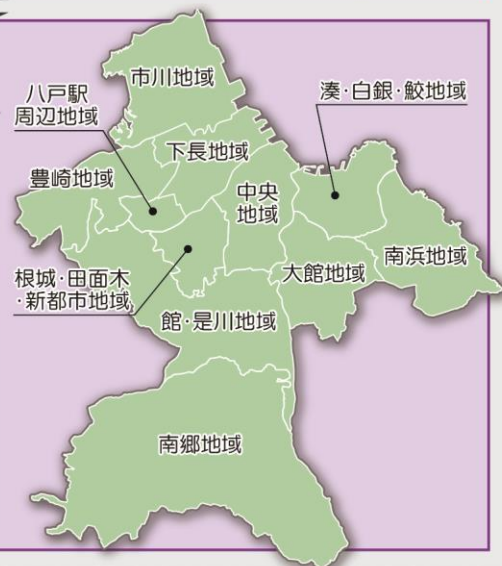 市川地域
八戸駅
周辺地域
湊・白銀・鮫地域
下長地域
豊崎地域
中央
地域
南浜地域
大館地域
根城・田面木
・新都市地域
館・是川地域
南郷地域